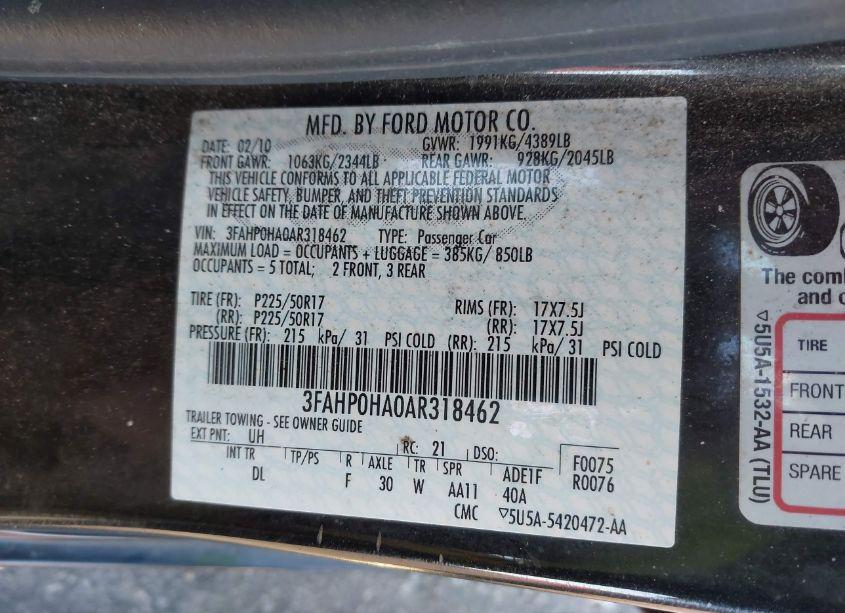 MFD. BY FORD MOTOR CO.
DATE: 02/10 GVWR: 1991KG/4389LB
FRONT GAWR: 1063KG/2344LB REAR GAWR: 928KG/2045LB
THIS VEHICLE CONFORMS TO ALL APPLICABLE FEDERAL MOTOR
VEHICLE SAFETY, BUMPER, AND THEFT PREVENTION STANDARDS
IN EFFECT ON THE DATE OF MANUFACTURE SHOWN ABOVE.
VIN: 3FAHP0HA0AR318462 TYPE: Passenger Car
MAXIMUM LOAD = OCCUPANTS + LUGGAGE = 385KG/ 850LB
OCCUPANTS = 5 TOTAL; 2 FRONT, 3 REAR
TIRE (FR): P225/50R17 RIMS (FR): 17X7.5J
(RR): P225/50R17 (RR): 17X7.5J
PRESSURE (FR): 215 kPa/ 31 PSI COLD (RR): 215 kPa/ 31 PSI COLD
3FAHP0HA0AR318462
TRAILER TOWING - SEE OWNER GUIDE
EXT PNT: UH RC: 21 DSO: F0075
INT TR TP/PS R AXLE TR SPR ADE1F R0076
DL F 30 W AA11 40A
CMC ▽5U5A-5420472-AA
▽5U5A-1532-AA (TLU)
The comb
and c
TIRE
FRONT
REAR
SPARE